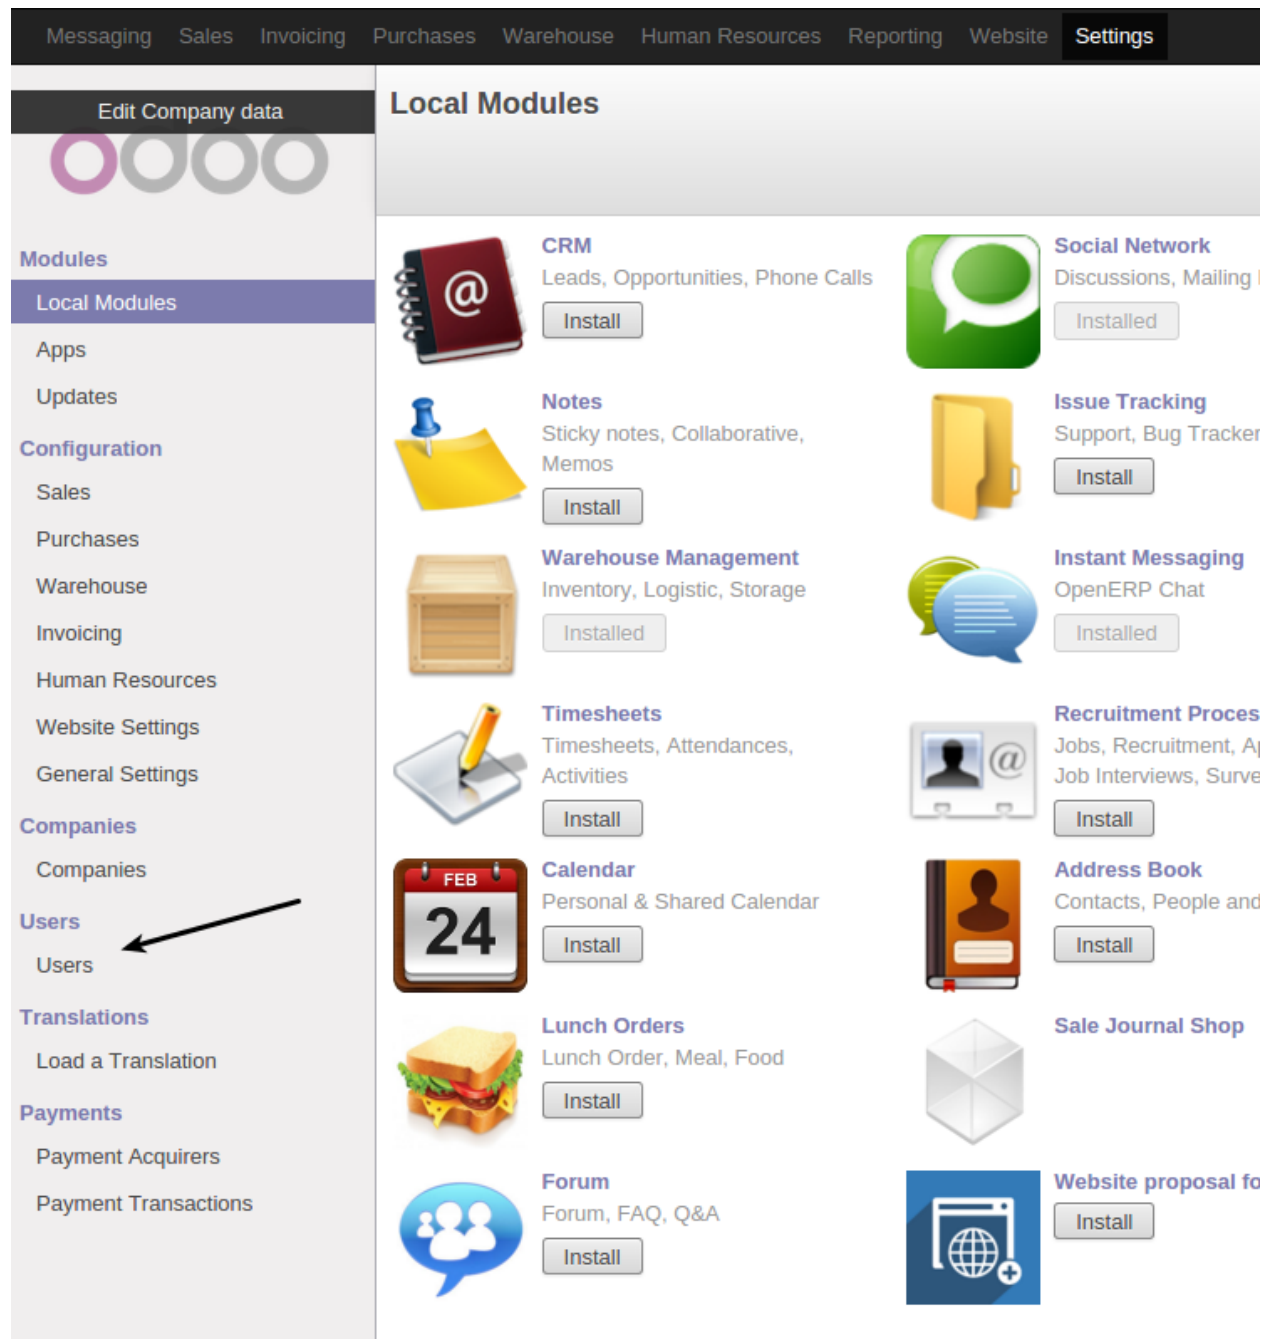 Messaging Sales Invoicing Purchases Warehouse Human Resources Reporting Website Settings
Edit Company data
odoo
Modules
Local Modules
Apps
Updates
Configuration
Sales
Purchases
Warehouse
Invoicing
Human Resources
Website Settings
General Settings
Companies
Companies
Users
Users
Translations
Load a Translation
Payments
Payment Acquirers
Payment Transactions
Local Modules
@
CRM
Leads, Opportunities, Phone Calls
Install
Social Network
Discussions, Mailing
Installed
Notes
Sticky notes, Collaborative,
Memos
Install
Issue Tracking
Support, Bug Tracker
Install
Warehouse Management
Inventory, Logistic, Storage
Installed
Instant Messaging
OpenERP Chat
Installed
Timesheets
Timesheets, Attendances,
Activities
Install
@
Recruitment Proces
Jobs, Recruitment, A
Job Interviews, Surve
Install
FEB
24
Calendar
Personal & Shared Calendar
Install
Address Book
Contacts, People and
Install
Lunch Orders
Lunch Order, Meal, Food
Install
Sale Journal Shop
Forum
Forum, FAQ, Q&A
Install
Website proposal fo
Install